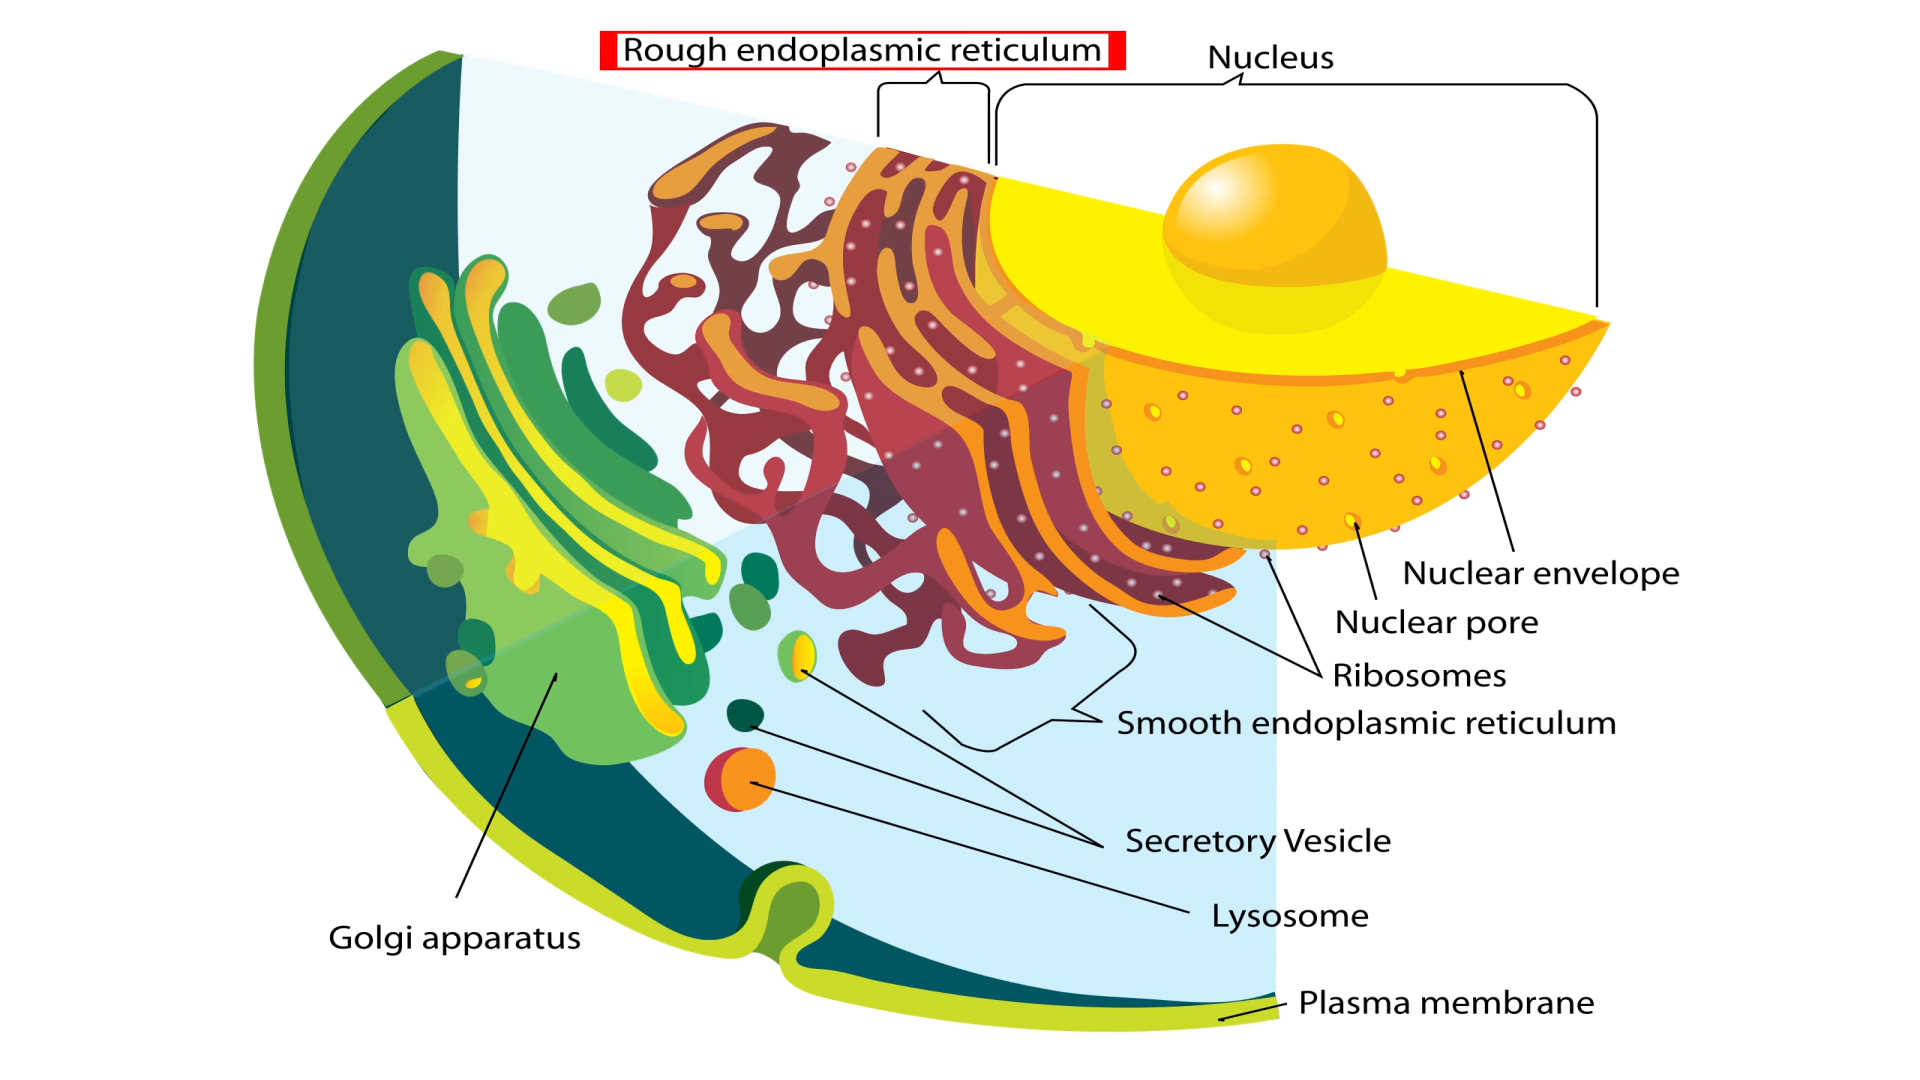 Rough endoplasmic reticulum
Nucleus
Nuclear envelope
Nuclear pore
Ribosomes
Smooth endoplasmic reticulum
Secretory Vesicle
Lysosome
Golgi apparatus
Plasma membrane